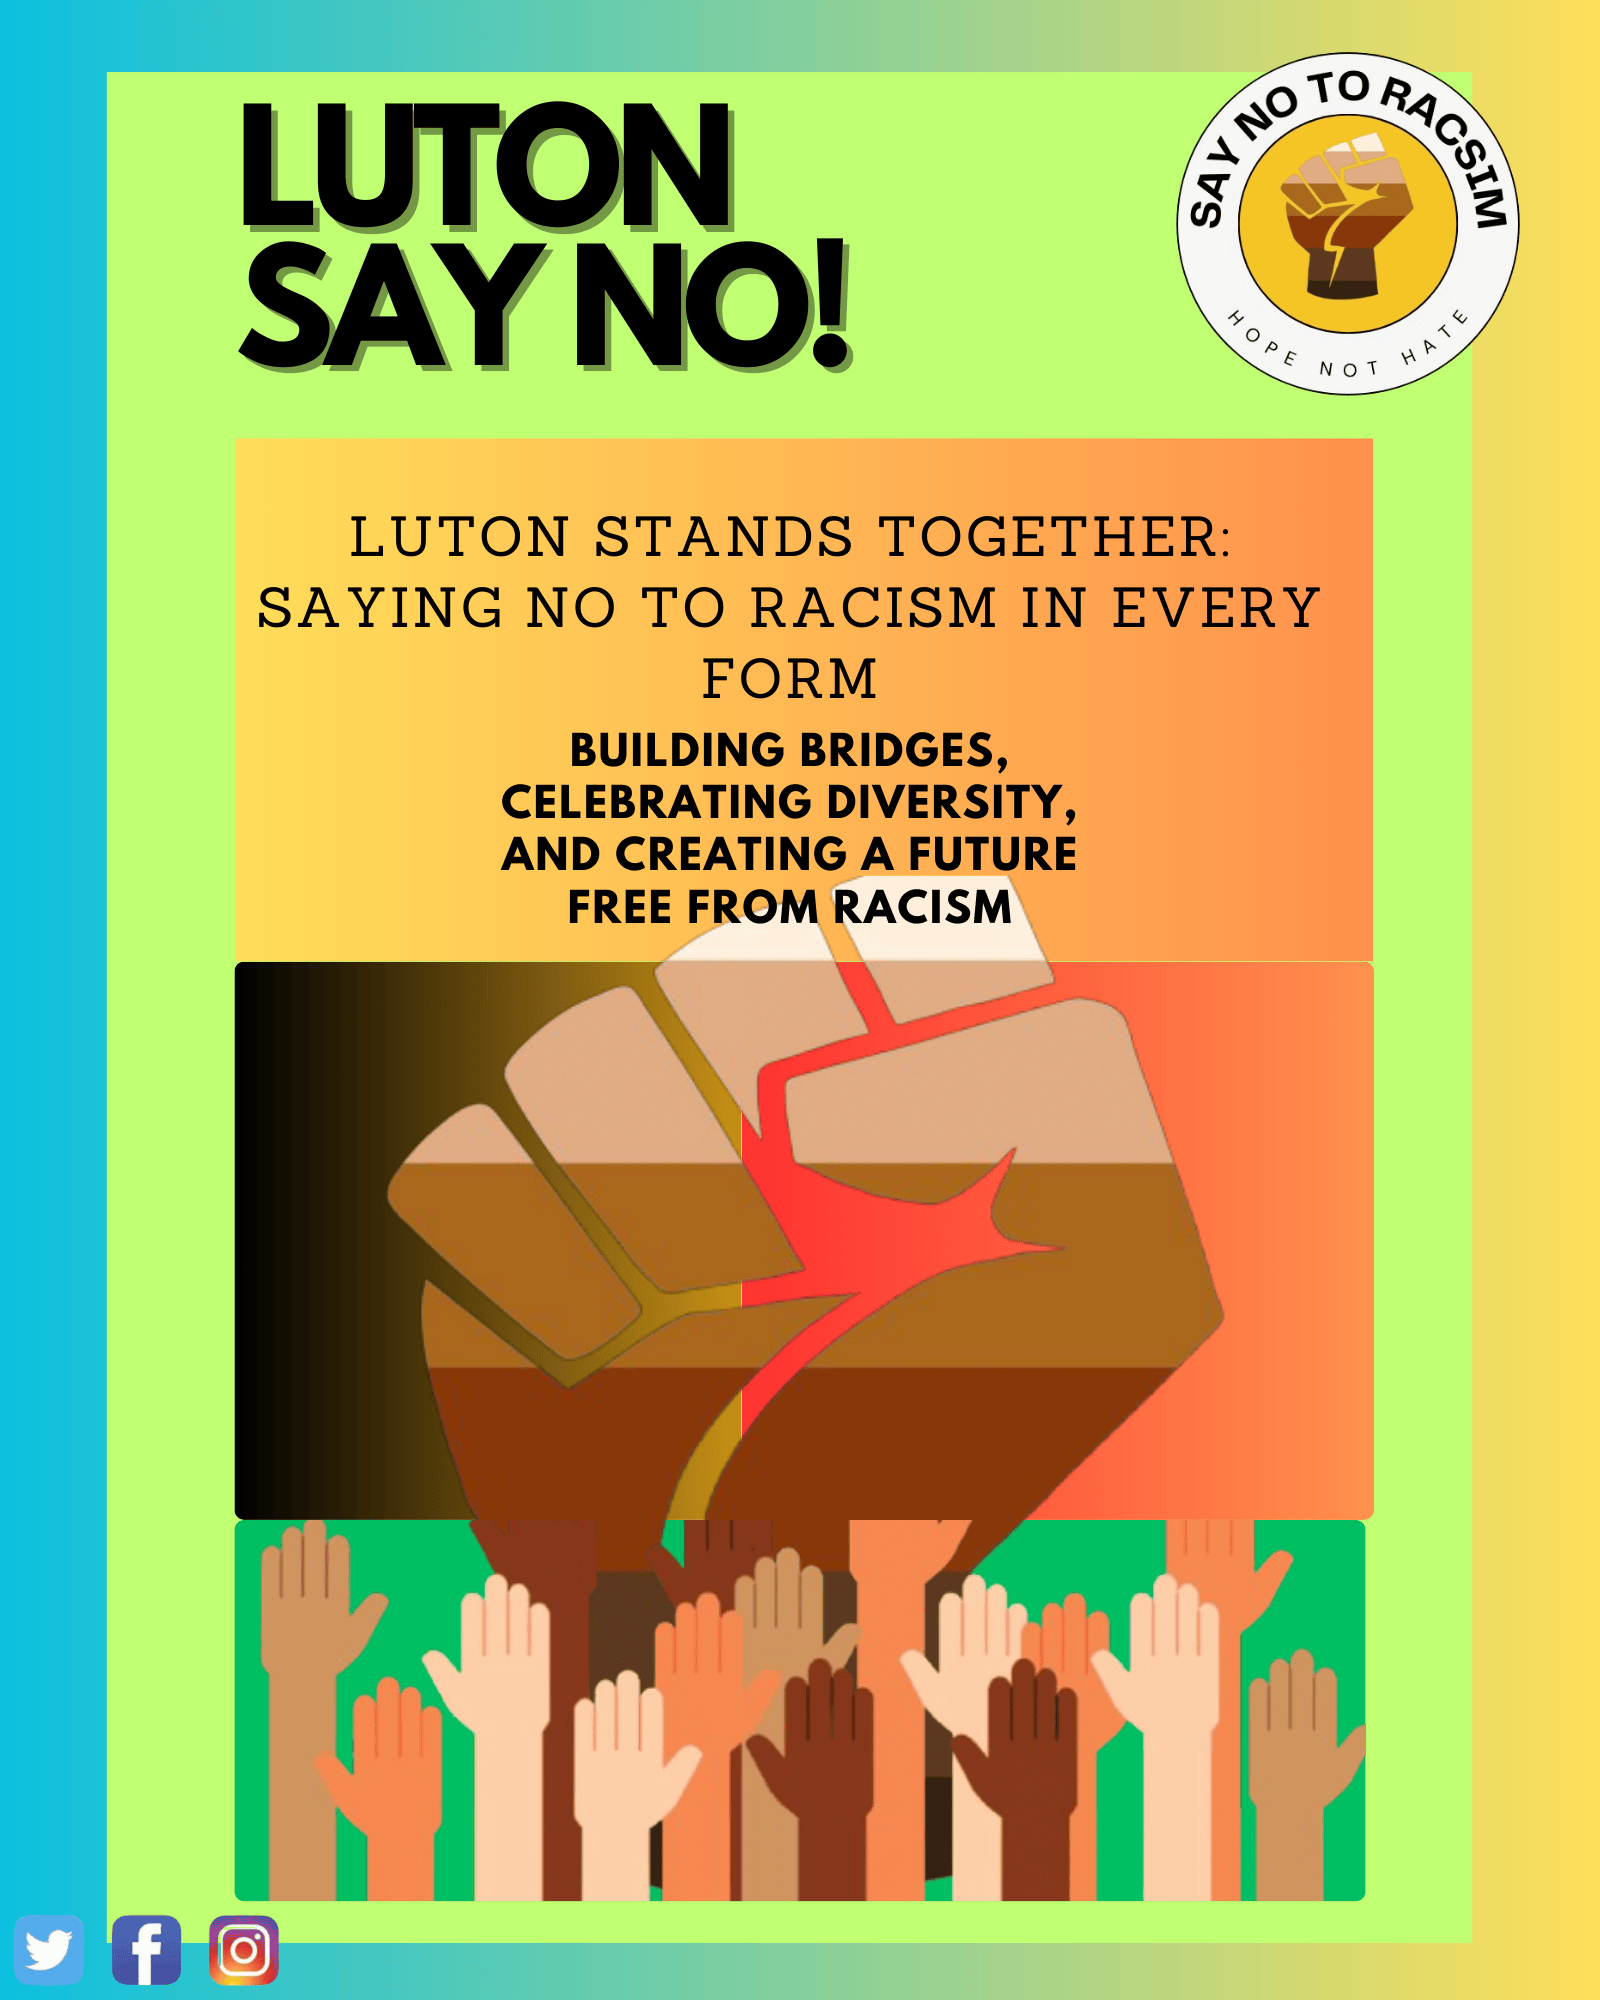 LUTON
SAY NO!
SAY NO TO RACSIM
HOPE NOT HATE
LUTON STANDS TOGETHER:
SAYING NO TO RACISM IN EVERY
FORM
BUILDING BRIDGES,
CELEBRATING DIVERSITY,
AND CREATING A FUTURE
FREE FROM RACISM